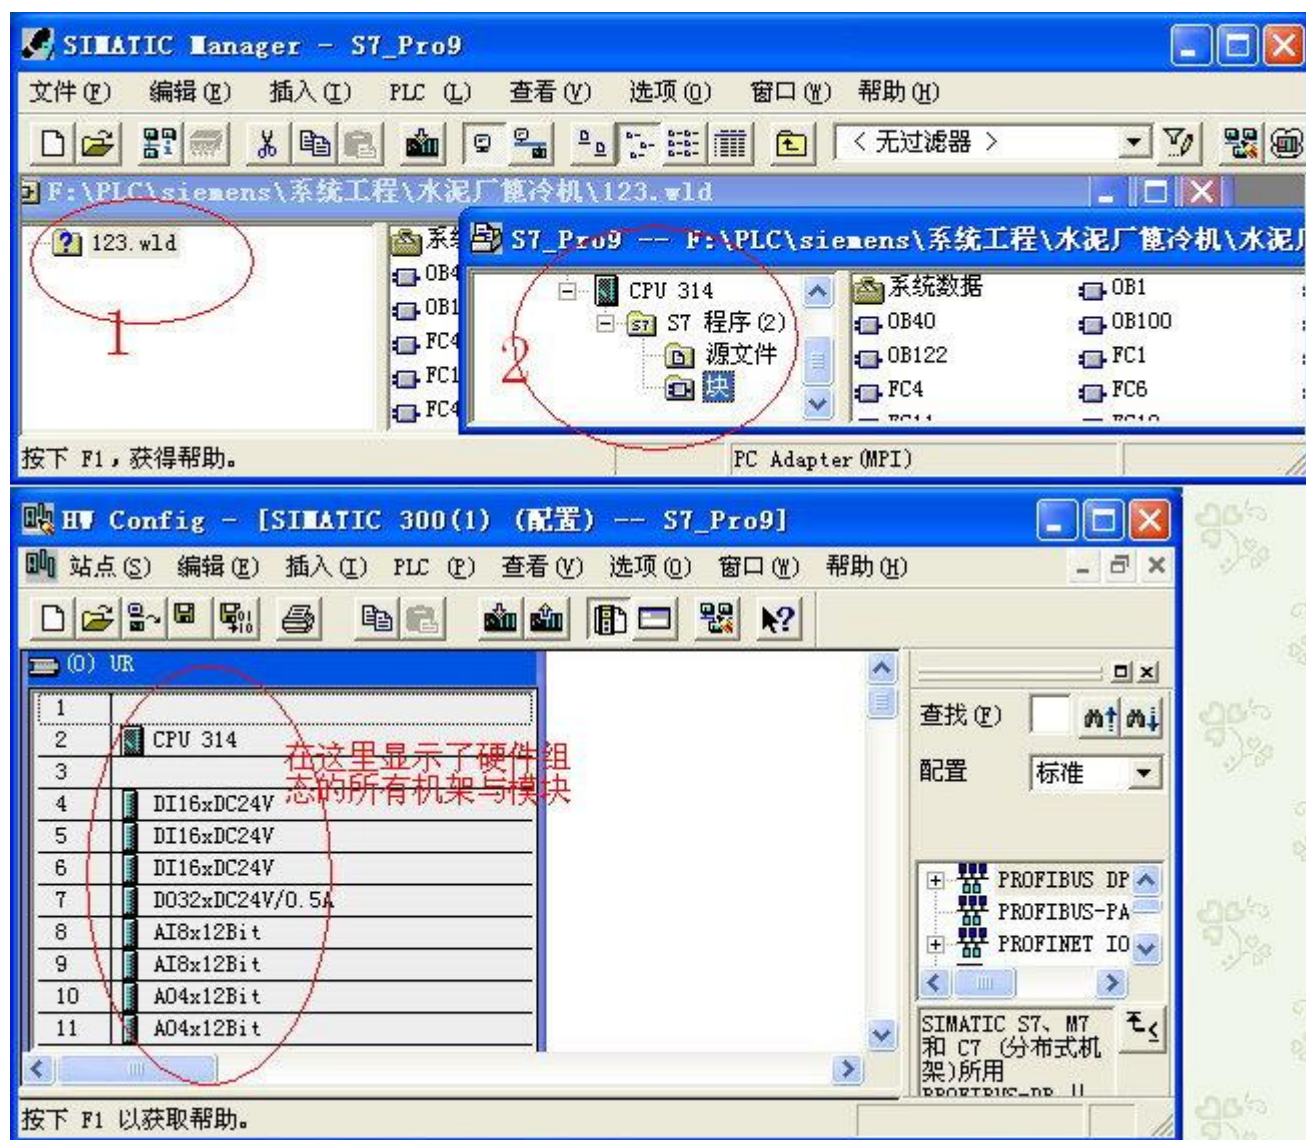 SIMATIC Manager - S7_Pro9
文件(F) 编辑(E) 插入(I) PLC (L) 查看(V) 选项(O) 窗口(W) 帮助(H)
< 无过滤器 >
F:\PLC\siemens\系统工程\水泥厂篦冷机\123.wld
123.wld
1
系
OB4
OB1
FC4
FC1
FC4
S7_Pro9 -- F:\PLC\siemens\系统工程\水泥厂篦冷机\水泥厂
CPU 314
S7 程序(2)
源文件
块
2
系统数据 OB1
OB40 OB100
OB122 FC1
FC4 FC6
按下 F1，获得帮助。 PC Adapter(MPI)
HW Config - [SIMATIC 300(1) (配置) -- S7_Pro9]
站点(S) 编辑(E) 插入(I) PLC (P) 查看(V) 选项(O) 窗口(W) 帮助(H)
(0) UR
1
2 CPU 314
3
4 DI16xDC24V
5 DI16xDC24V
6 DI16xDC24V
7 DO32xDC24V/0.5A
8 AI8x12Bit
9 AI8x12Bit
10 AO4x12Bit
11 AO4x12Bit
在这里显示了硬件组
态的所有机架与模块
查找(F)
配置 标准
PROFIBUS DP
PROFIBUS-PA
PROFINET IO
SIMATIC S7、M7
和 C7 (分布式机
架)所用
PROFIBUS-DP
按下 F1 以获取帮助。